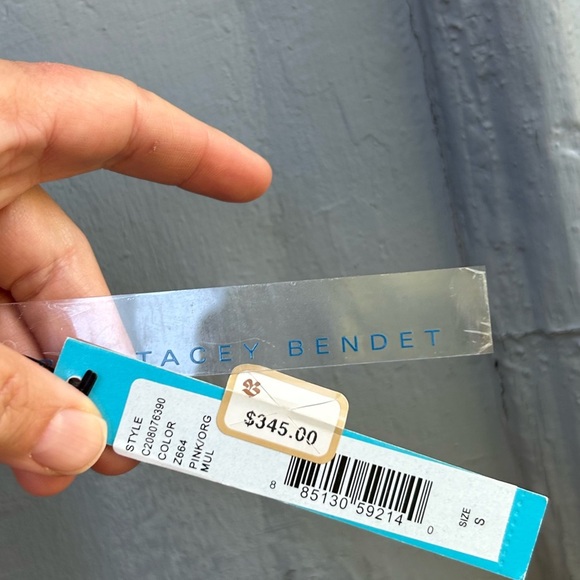 TACEY BENDET
$345.00
STYLE
C208076390
COLOR
Z664
PINK/ORG
MUL
8 85130 59214 0
SIZE
S